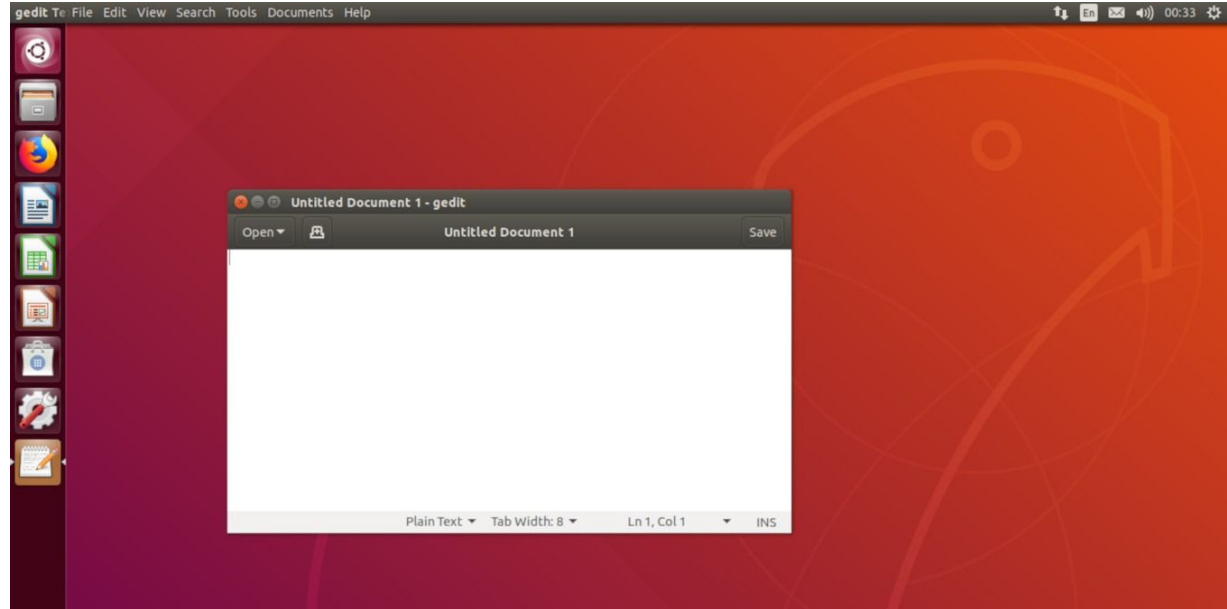 gedit Te File Edit View Search Tools Documents Help En 00:33
Untitled Document 1 - gedit
Open Untitled Document 1 Save
Plain Text Tab Width: 8 Ln 1, Col 1 INS